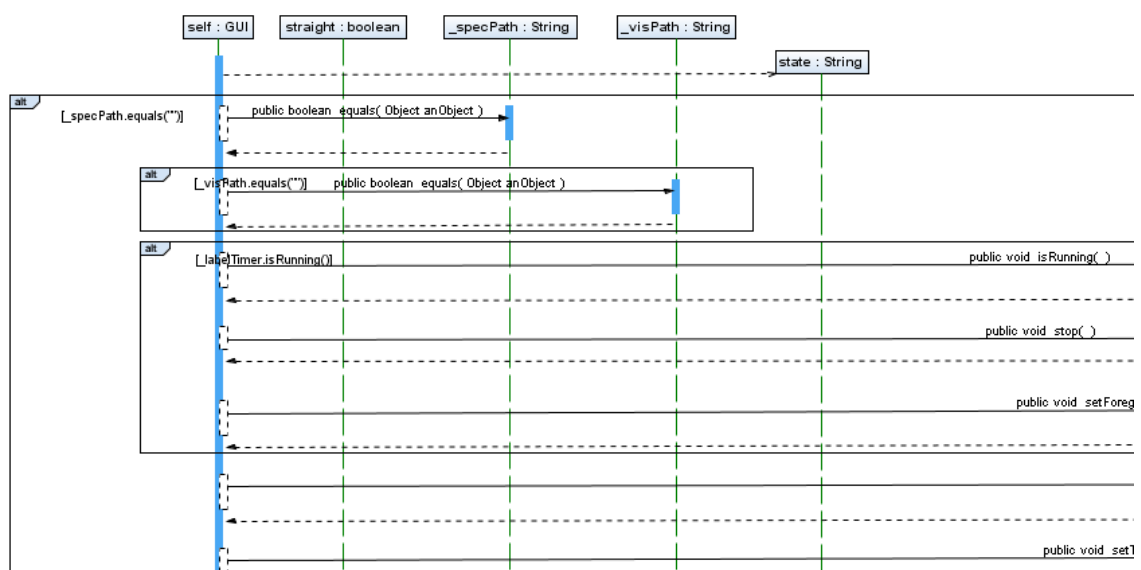 self : GUI
straight : boolean
_specPath : String
_visPath : String
state : String
alt
[_specPath.equals("")]
public boolean equals( Object anObject )
alt
[_visPath.equals("")]
public boolean equals( Object anObject )
alt
[_labelTimer.isRunning()]
public void isRunning( )
public void stop( )
public void setForeg
public void setT